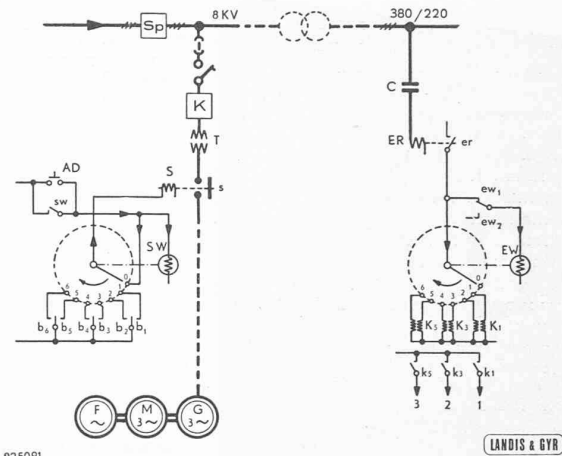 Sp
8 KV
380/220
K
C
T
ER
er
AD
S
s
sw
SW
ew1
ew2
EW
6 5 4 3 2 1 0
6 5 4 3 2 1 0
b6 b5 b4 b3 b2 b1
K5 K3 K1
k5 k3 k1
3 2 1
F
~
M
3~
G
3~
LANDIS & GYR